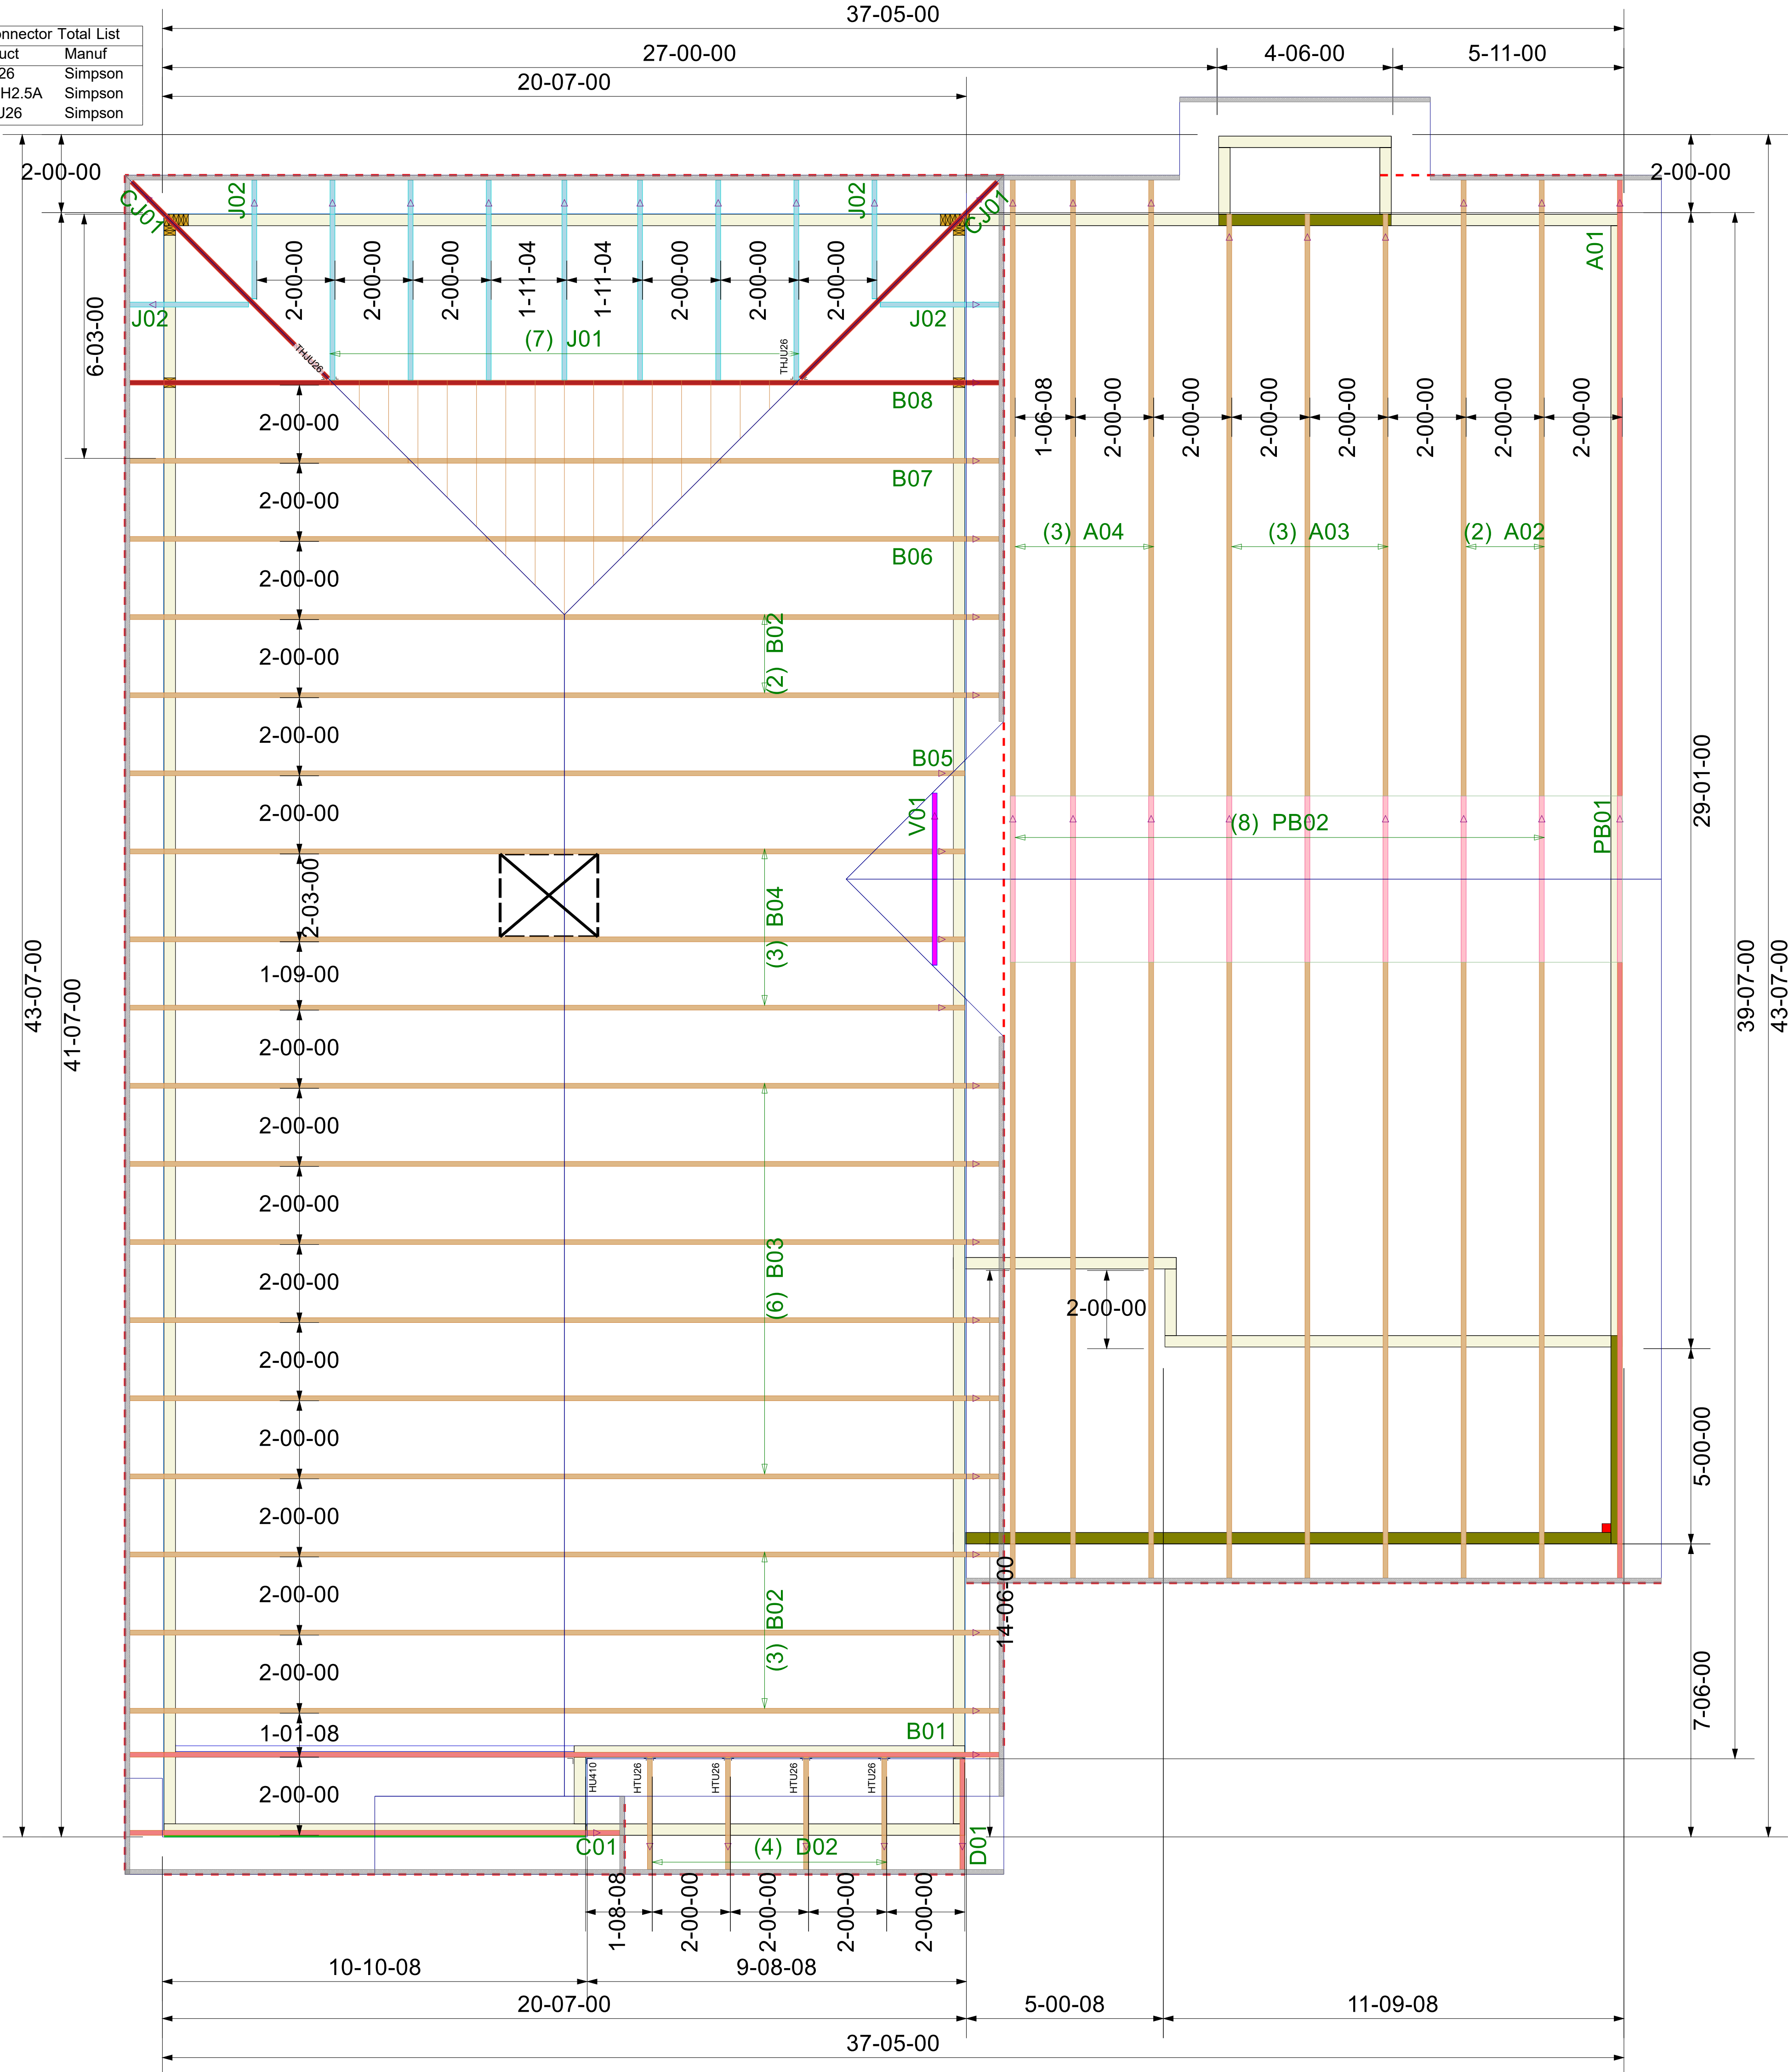 37-05-00
nnector Total List
uct Manuf
26 Simpson
H2.5A Simpson
J26 Simpson
27-00-00
4-06-00
5-11-00
20-07-00
2-00-00
2-00-00
CJ01
J02
J02
CJ01
A01
2-00-00
2-00-00
2-00-00
1-11-04
1-11-04
2-00-00
2-00-00
2-00-00
J02
J02
6-03-00
(7) J01
THJU26
THJU26
B08
1-06-08
2-00-00
2-00-00
2-00-00
2-00-00
2-00-00
2-00-00
2-00-00
2-00-00
B07
2-00-00
(3) A04
(3) A03
(2) A02
B06
2-00-00
2-00-00
(2) B02
2-00-00
B05
29-01-00
2-00-00
V01
(8) PB02
PB01
2-03-00
(3) B04
1-09-00
43-07-00
41-07-00
39-07-00
43-07-00
2-00-00
2-00-00
2-00-00
(6) B03
2-00-00
2-00-00
2-00-00
2-00-00
5-00-00
2-00-00
2-00-00
14-06-00
(3) B02
2-00-00
7-06-00
1-01-08
B01
2-00-00
HU410
HTU26
HTU26
HTU26
HTU26
C01
(4) D02
D01
1-08-08
2-00-00
2-00-00
2-00-00
2-00-00
10-10-08
9-08-08
20-07-00
5-00-08
11-09-08
37-05-00